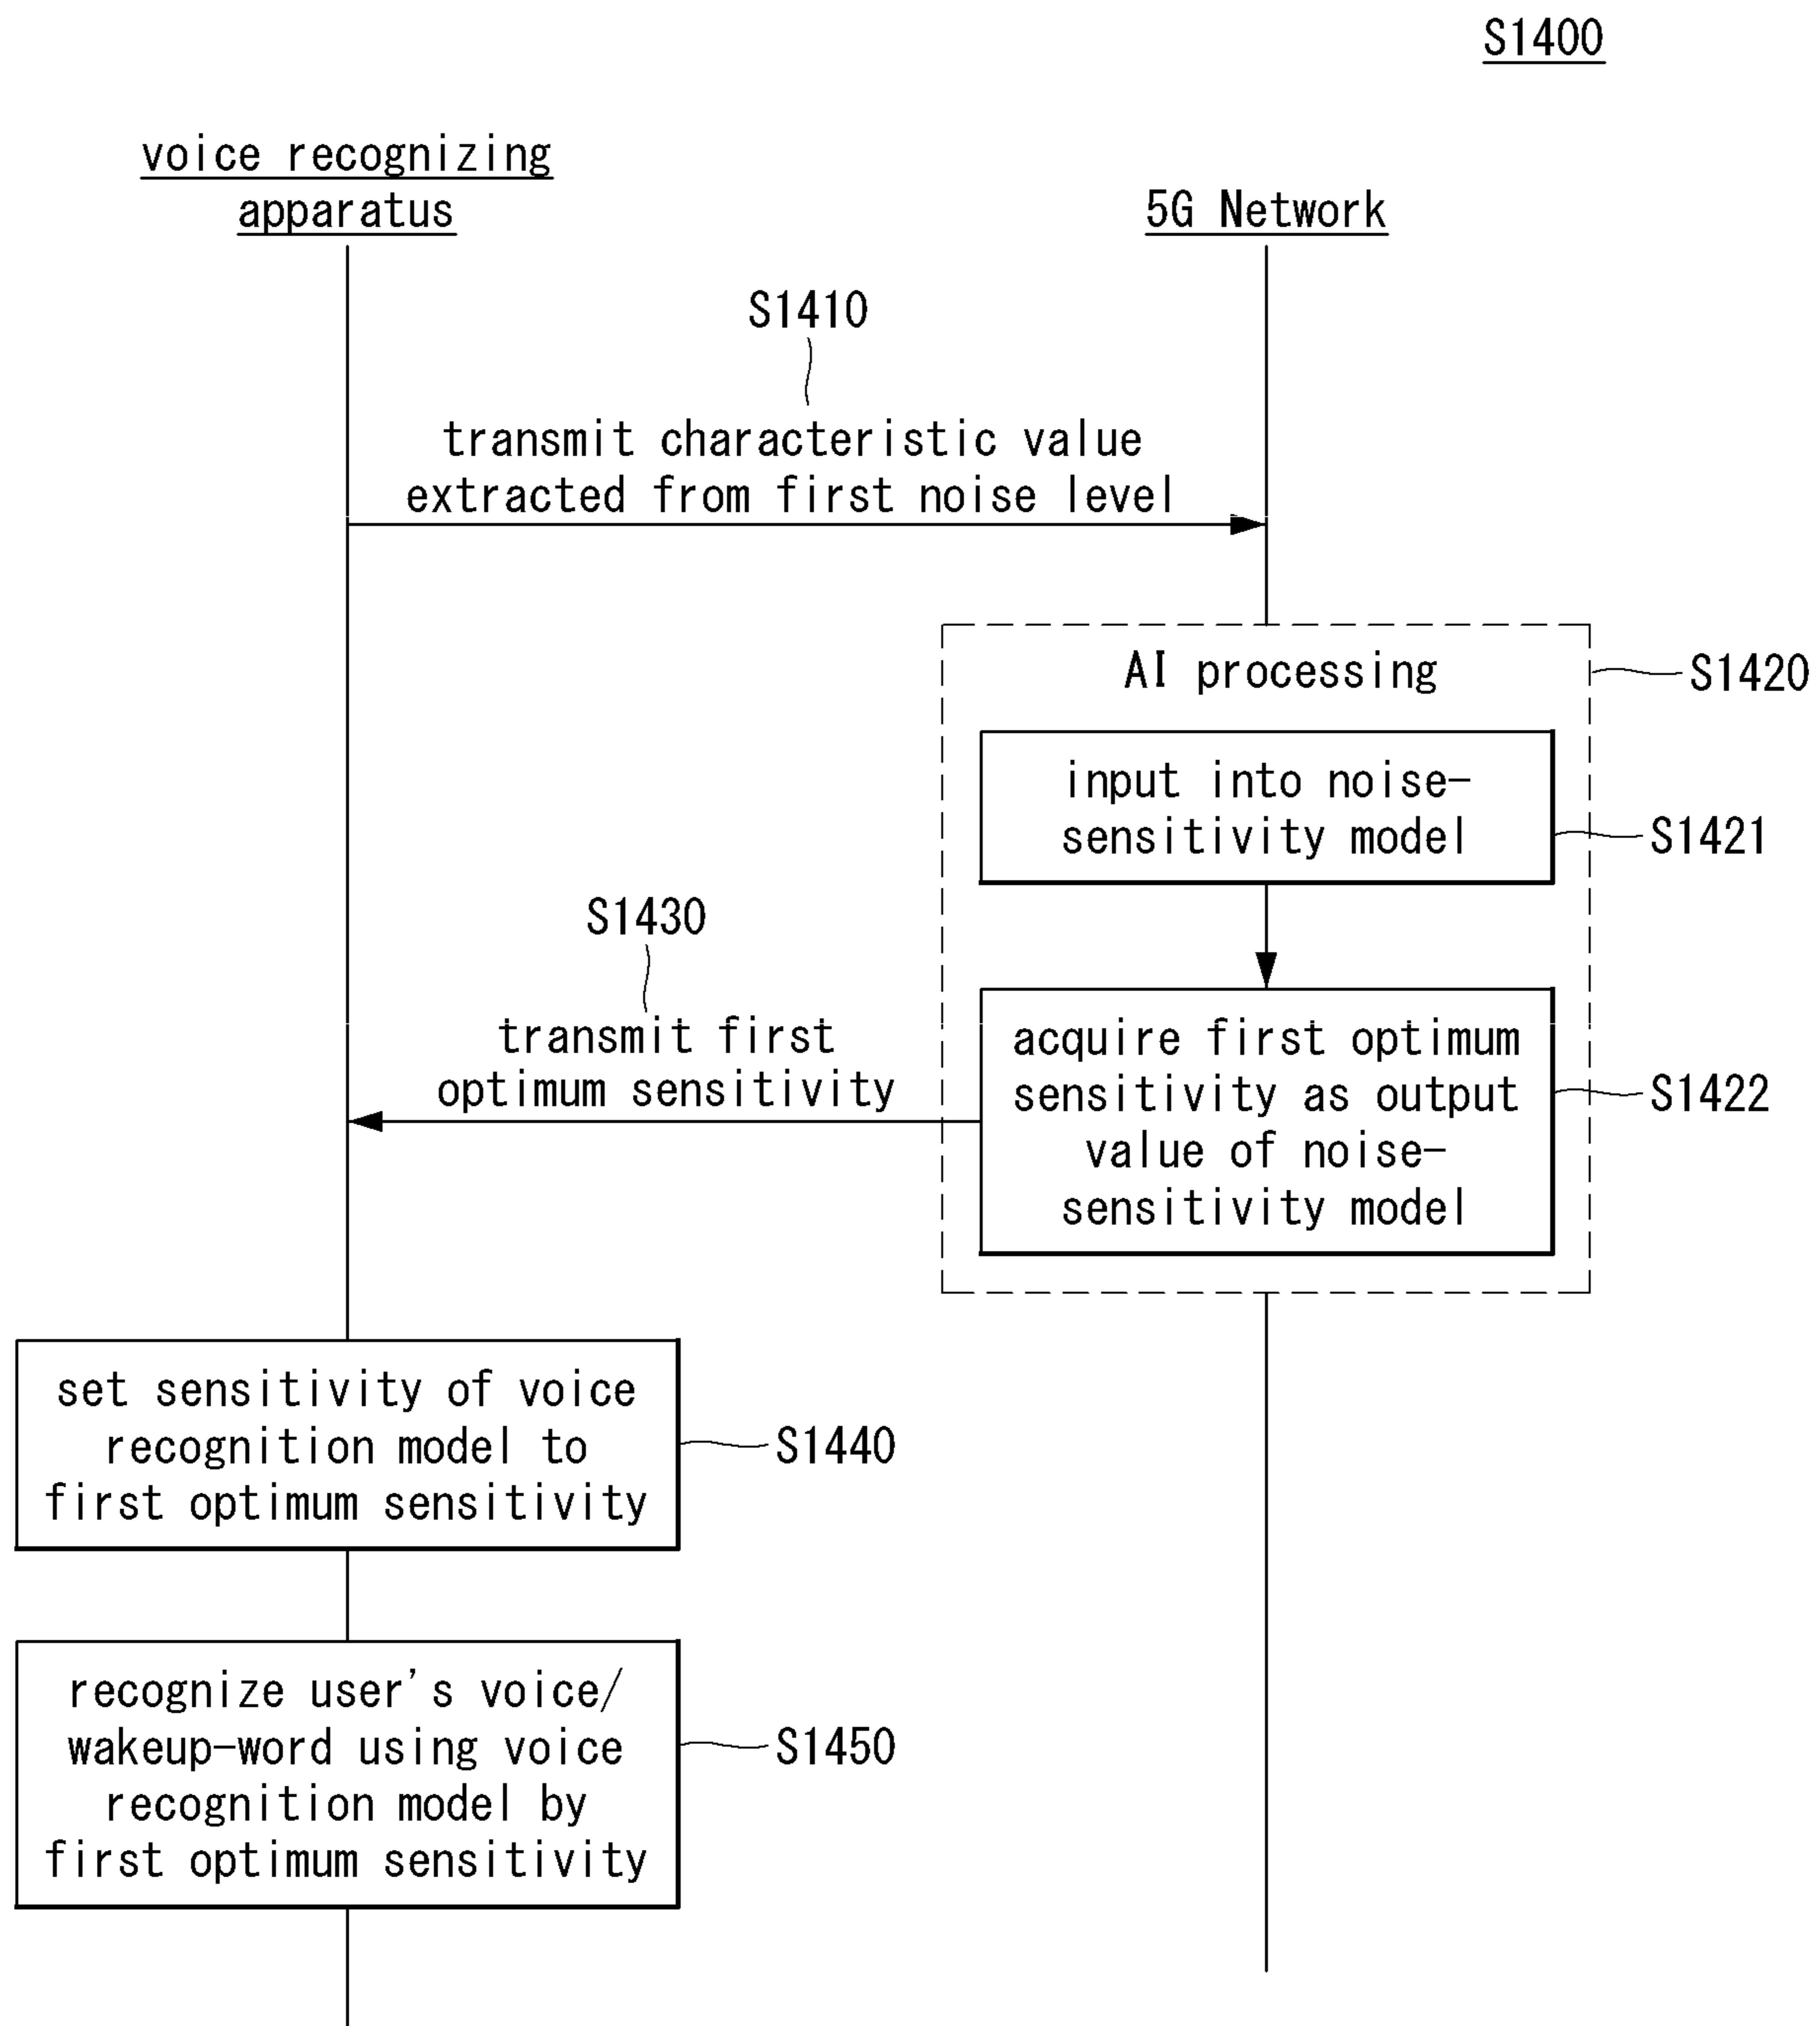 S1400
voice recognizing
apparatus
5G Network
S1410
transmit characteristic value
extracted from first noise level
AI processing
S1420
input into noise-
sensitivity model
S1421
S1430
transmit first
optimum sensitivity
acquire first optimum
sensitivity as output
value of noise-
sensitivity model
S1422
set sensitivity of voice
recognition model to
first optimum sensitivity
S1440
recognize user's voice/
wakeup-word using voice
recognition model by
first optimum sensitivity
S1450